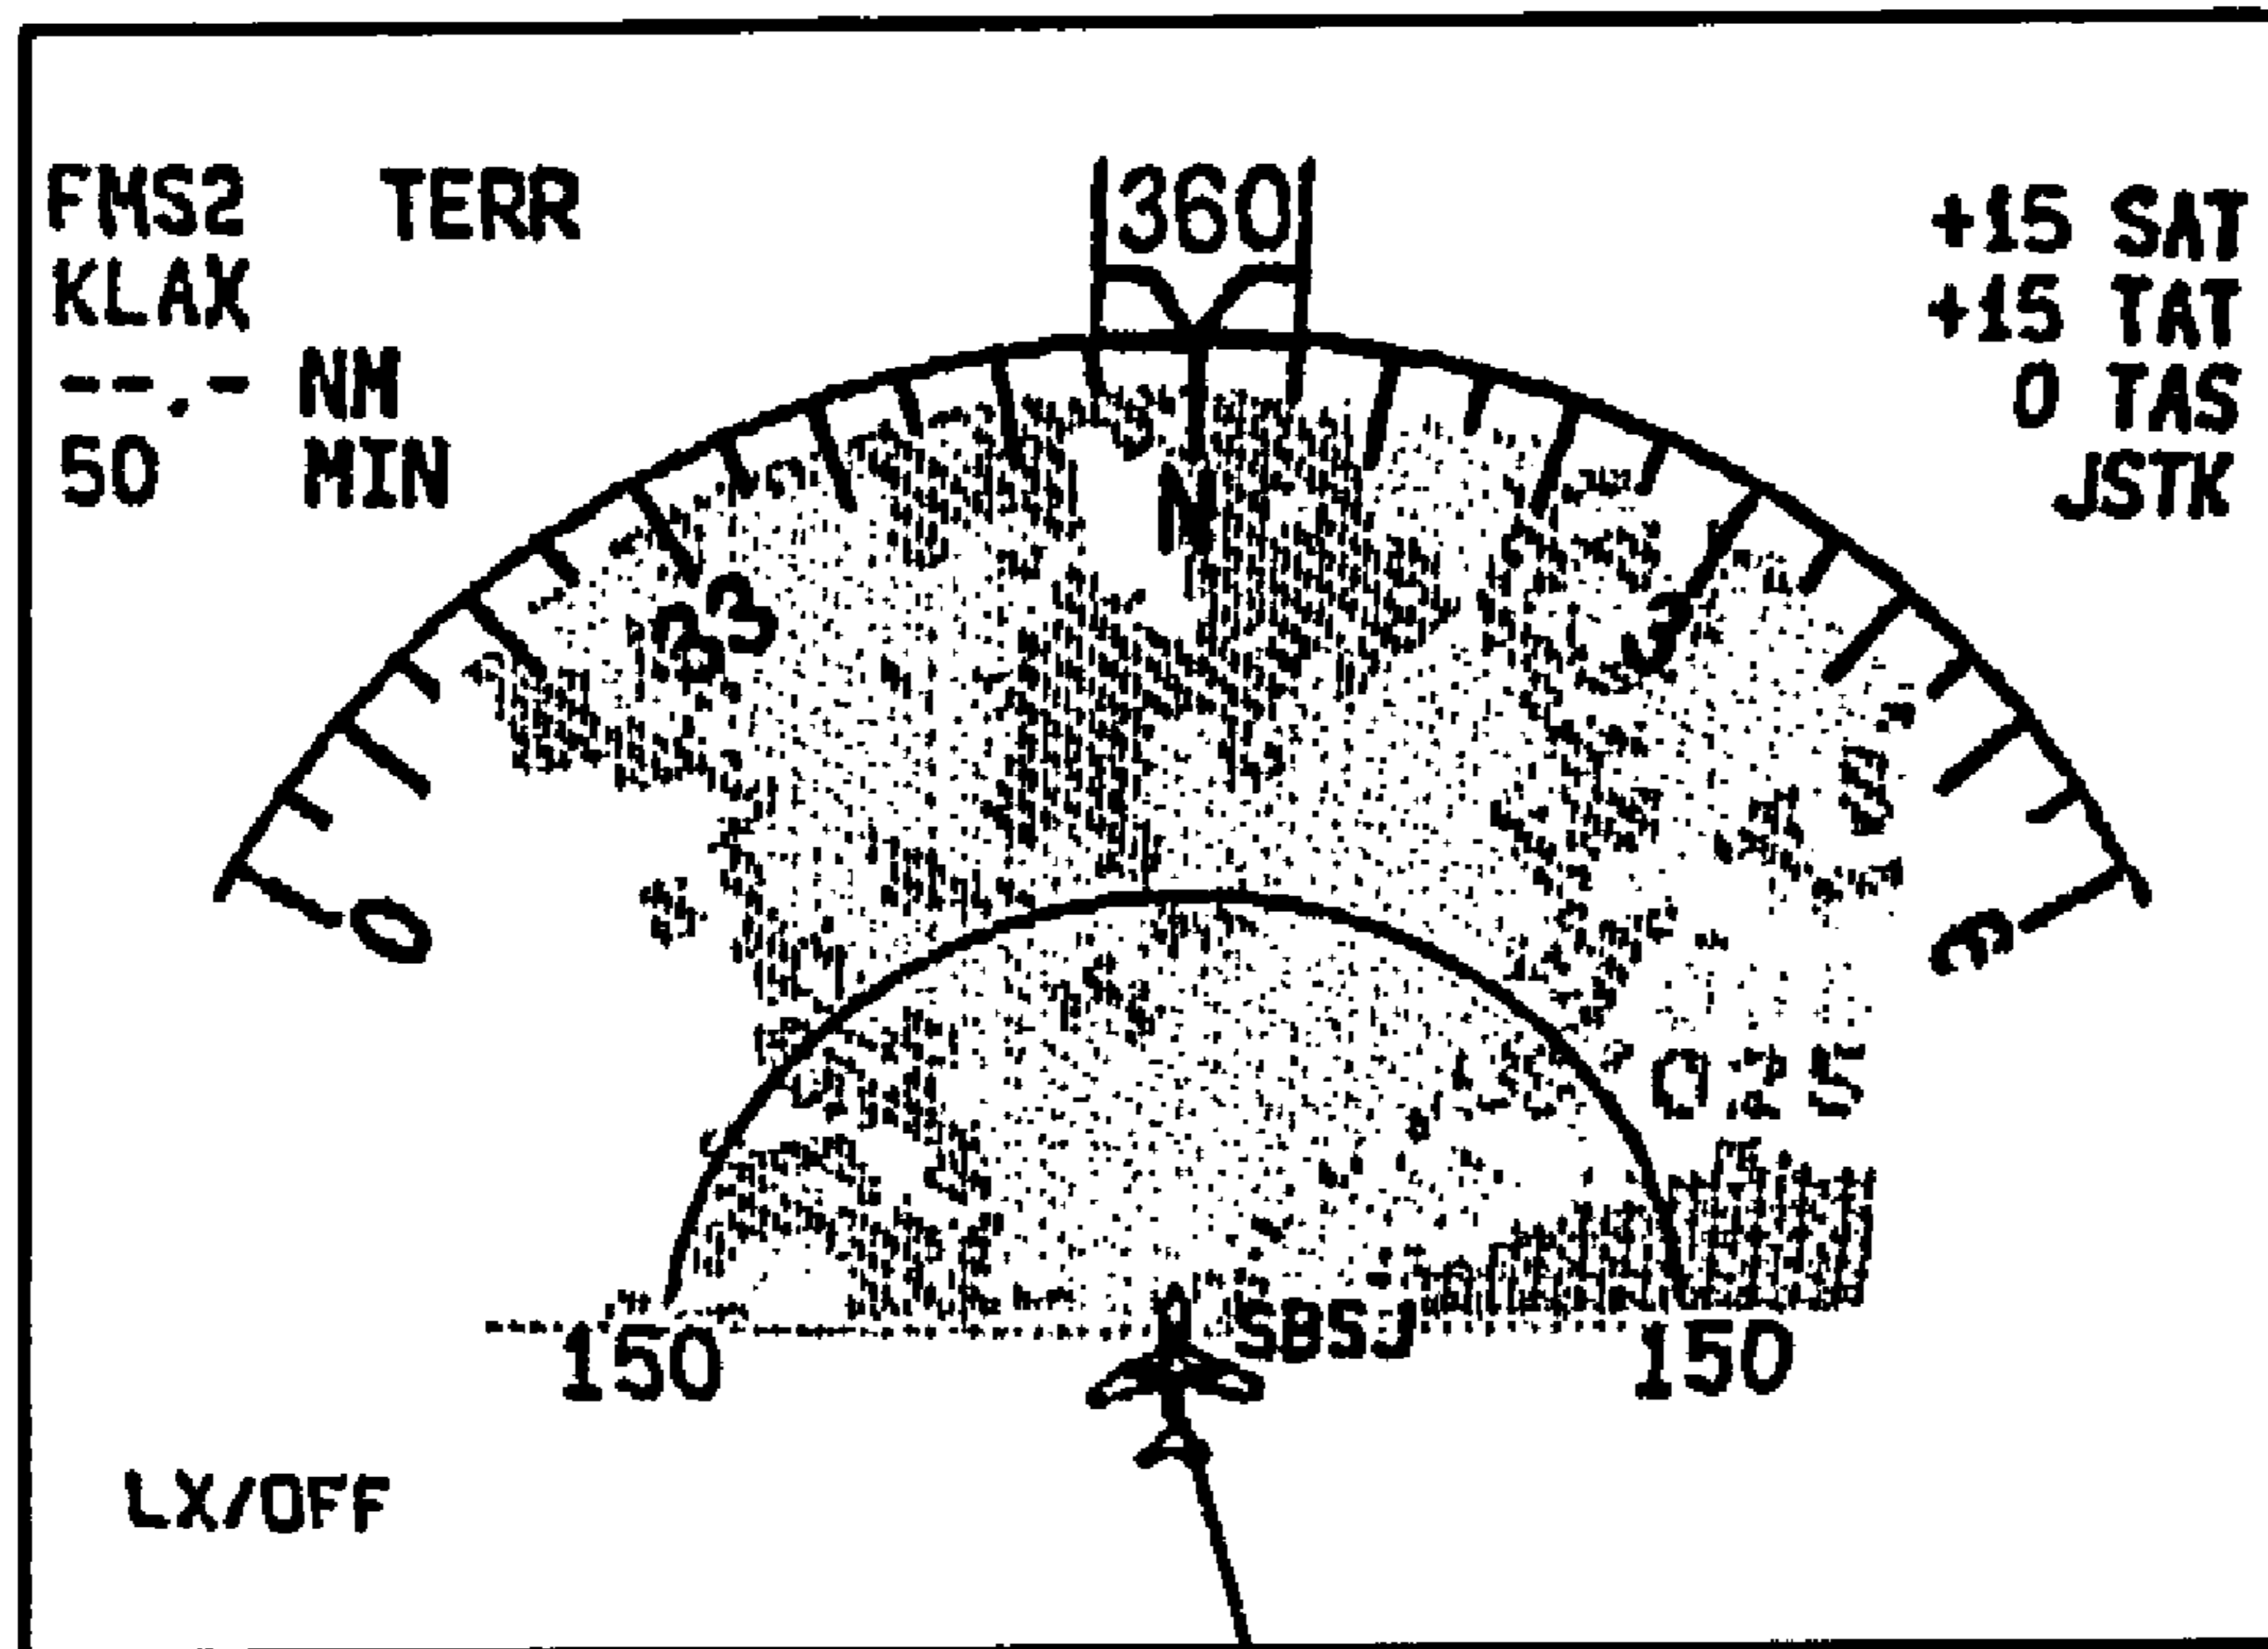 FMS2 TERR
360
+15 SAT
KLAX
+15 TAT
--.- NM
0 TAS
50 MIN
JSTK
N
33
3
0
3
025
SBSJ
150
150
LX/OFF